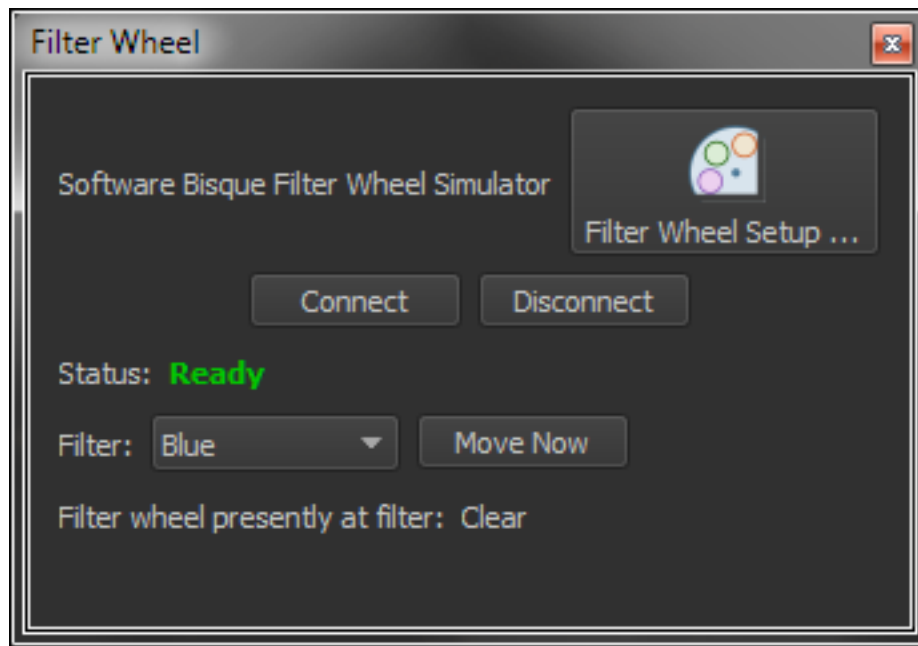 Filter Wheel
Software Bisque Filter Wheel Simulator
Filter Wheel Setup ...
Connect Disconnect
Status: Ready
Filter: Blue Move Now
Filter wheel presently at filter: Clear